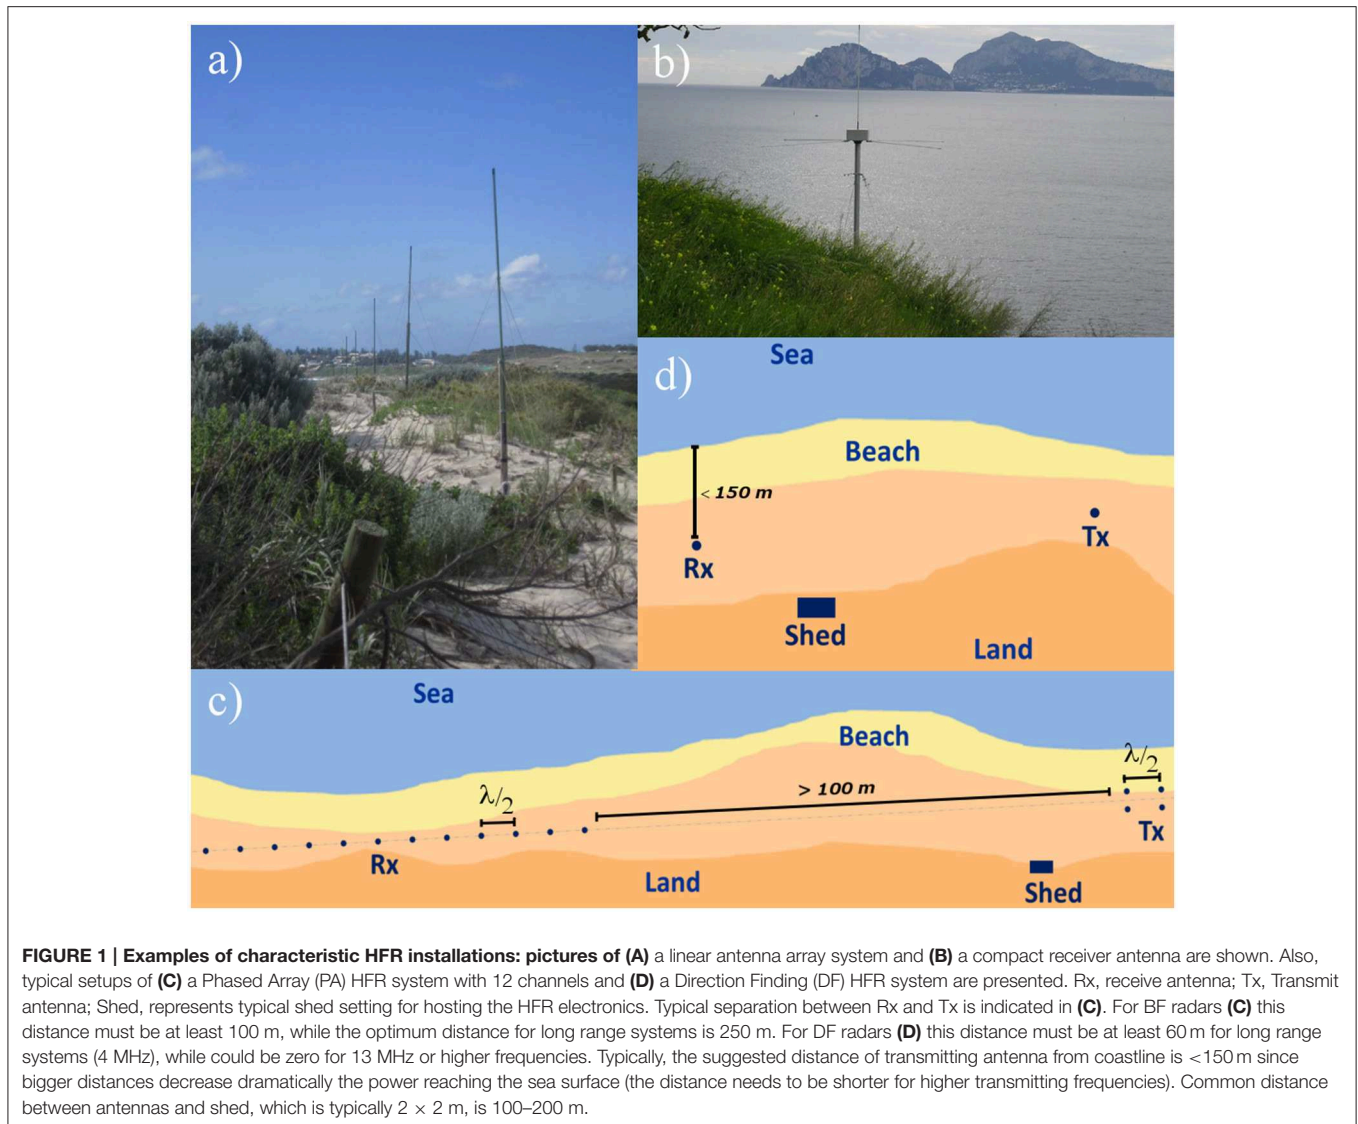 a)
b)
Sea
d)
Beach
< 150 m
Tx
Rx
Shed
Land
Sea
c)
Beach
λ/2
> 100 m
λ/2
Tx
Rx
Land
Shed
FIGURE 1 | Examples of characteristic HFR installations: pictures of (A) a linear antenna array system and (B) a compact receiver antenna are shown. Also,
typical setups of (C) a Phased Array (PA) HFR system with 12 channels and (D) a Direction Finding (DF) HFR system are presented. Rx, receive antenna; Tx, Transmit
antenna; Shed, represents typical shed setting for hosting the HFR electronics. Typical separation between Rx and Tx is indicated in (C). For BF radars (C) this
distance must be at least 100 m, while the optimum distance for long range systems is 250 m. For DF radars (D) this distance must be at least 60 m for long range
systems (4 MHz), while could be zero for 13 MHz or higher frequencies. Typically, the suggested distance of transmitting antenna from coastline is <150 m since
bigger distances decrease dramatically the power reaching the sea surface (the distance needs to be shorter for higher transmitting frequencies). Common distance
between antennas and shed, which is typically 2 × 2 m, is 100–200 m.